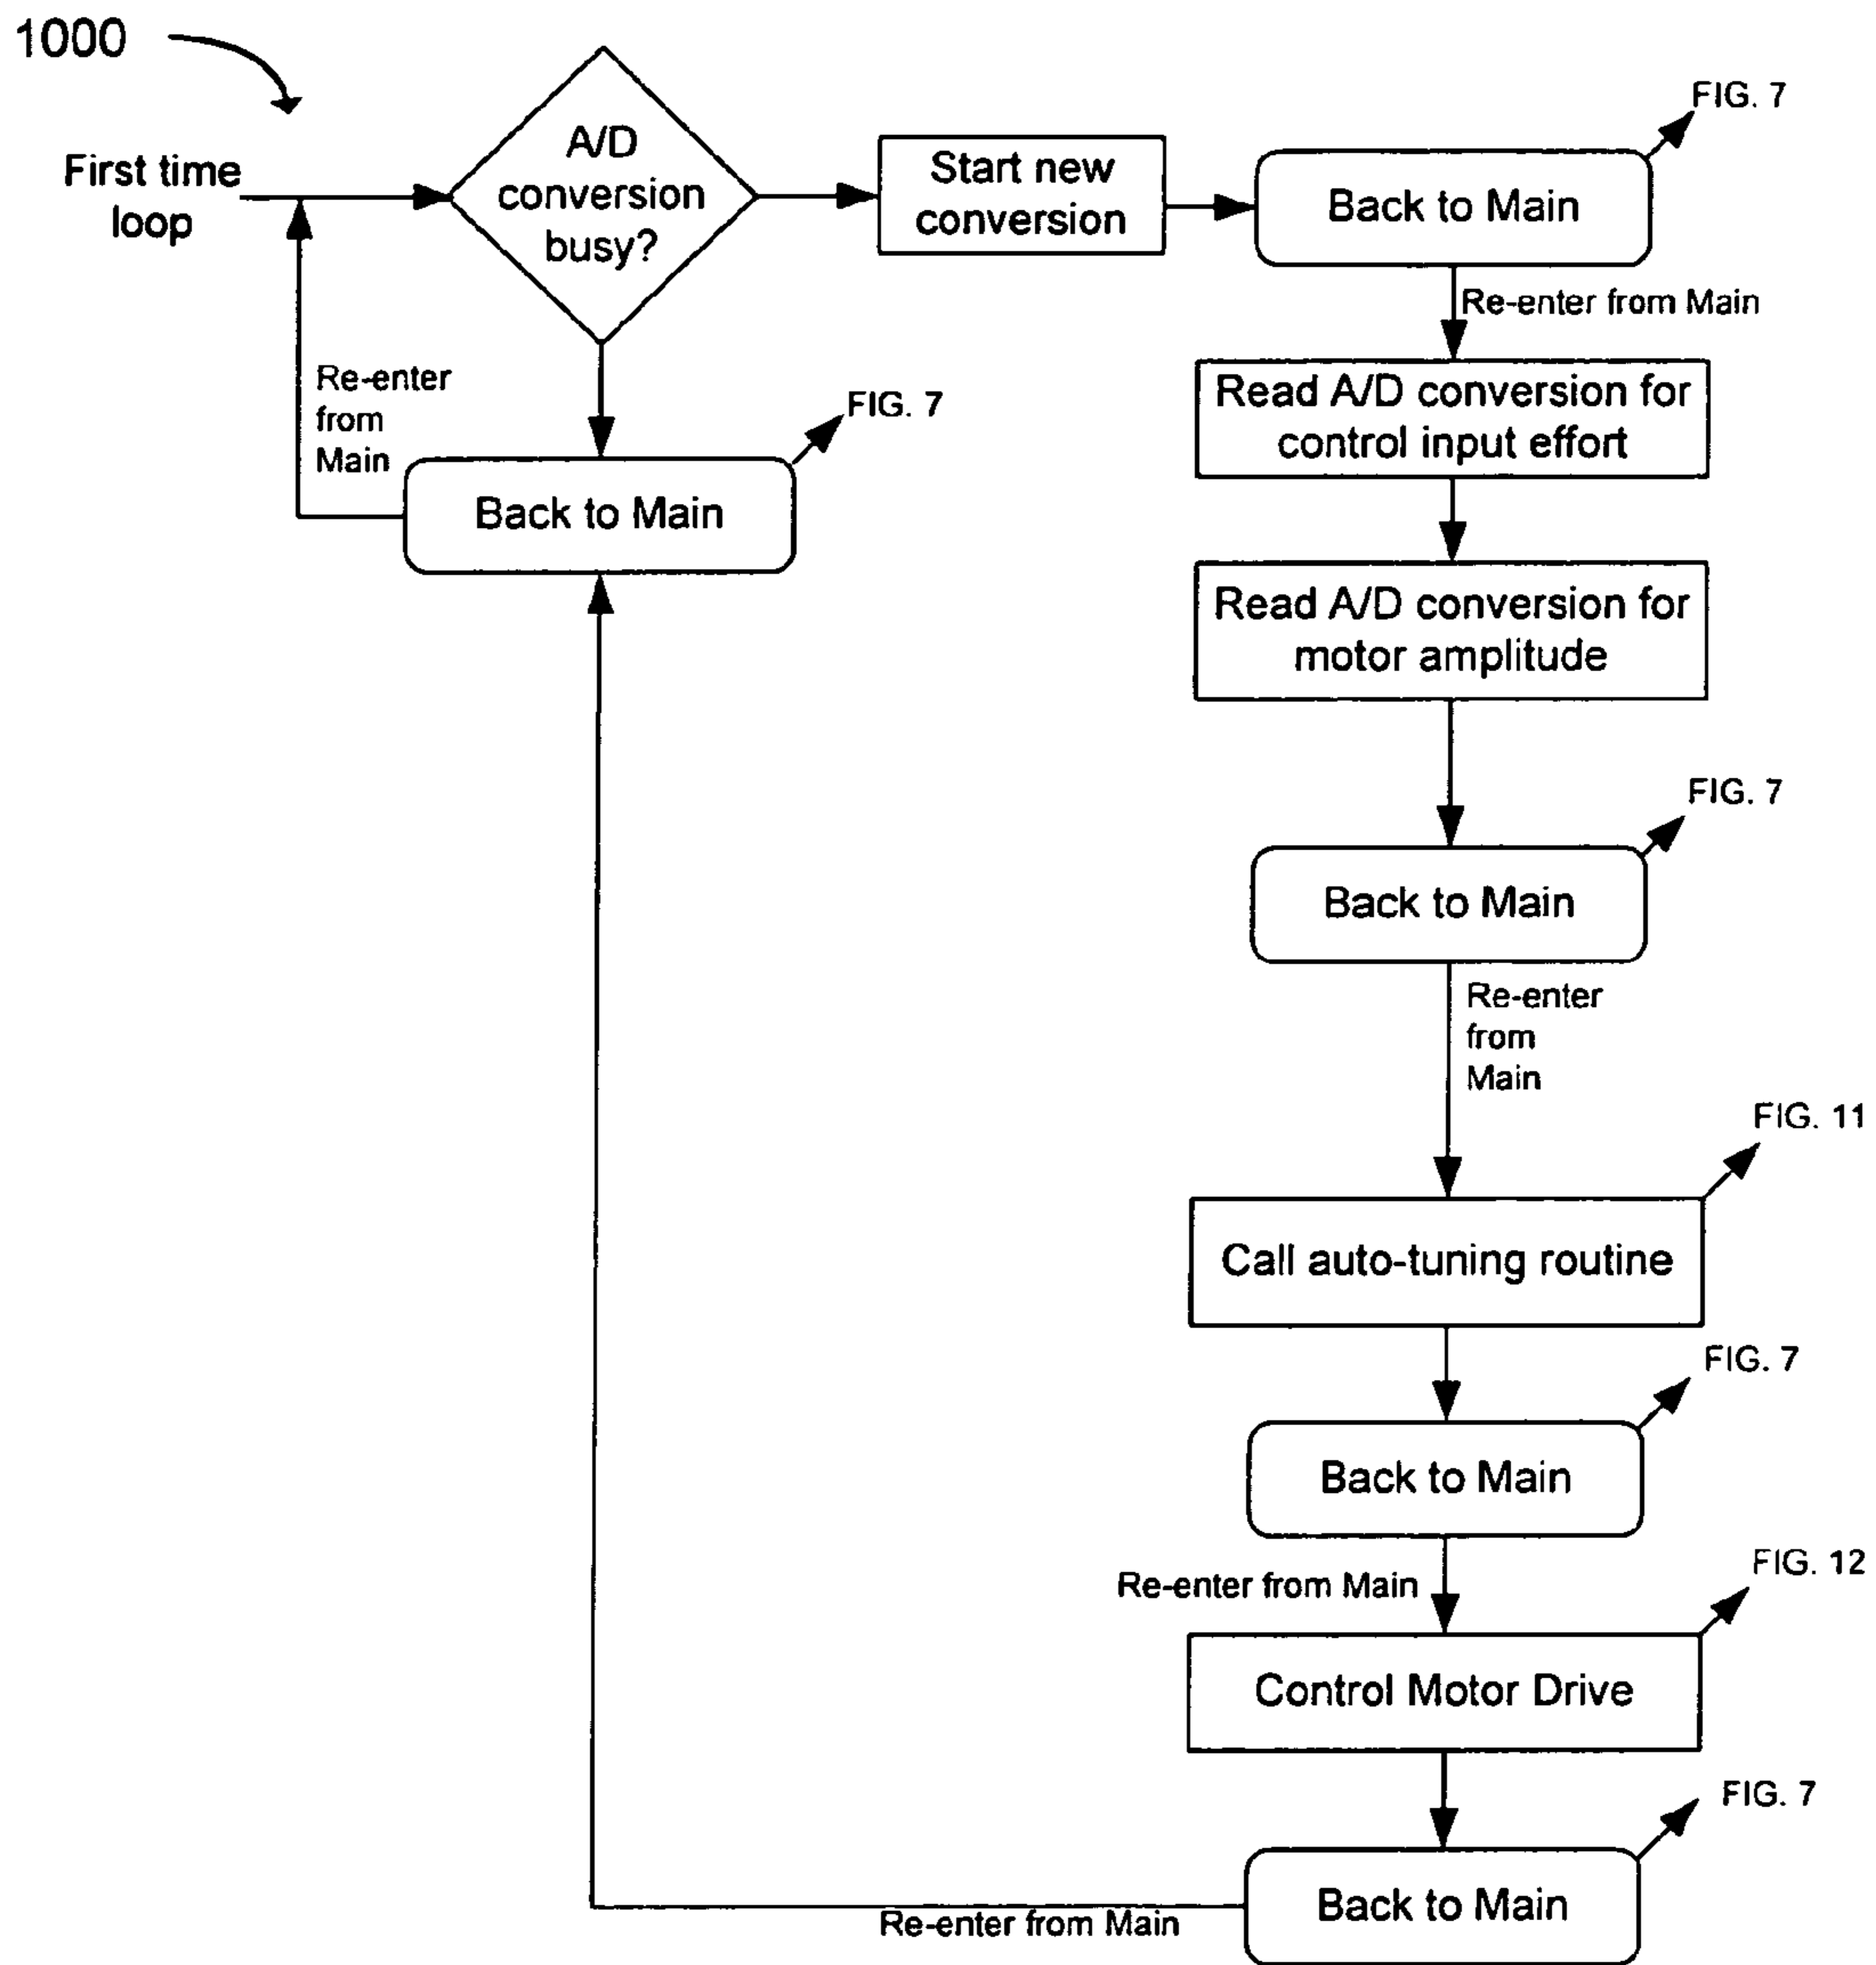 1000
First time
loop
A/D
conversion
busy?
Start new
conversion
Back to Main
FIG. 7
Re-enter from Main
Re-enter
from
Main
Back to Main
FIG. 7
Read A/D conversion for
control input effort
Read A/D conversion for
motor amplitude
Back to Main
FIG. 7
Re-enter
from
Main
Call auto-tuning routine
FIG. 11
Back to Main
FIG. 7
Re-enter from Main
Control Motor Drive
FIG. 12
Back to Main
FIG. 7
Re-enter from Main